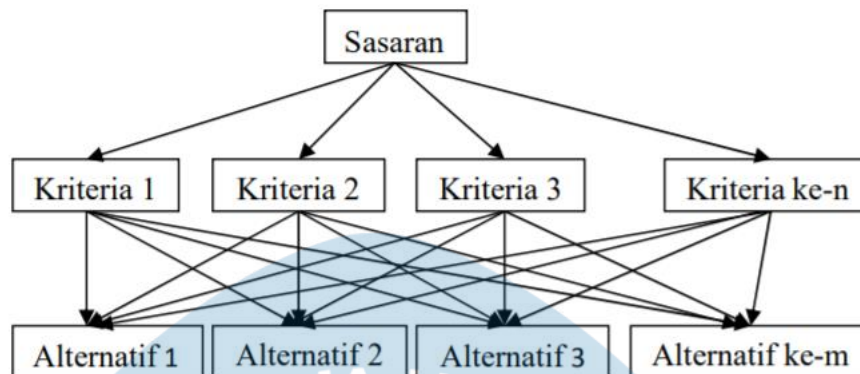 Sasaran
Kriteria 1 Kriteria 2 Kriteria 3 Kriteria ke-n
Alternatif 1 Alternatif 2 Alternatif 3 Alternatif ke-m